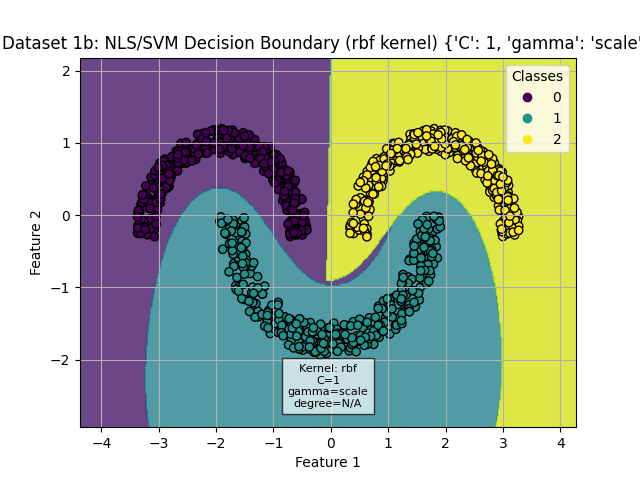 Dataset 1b: NLS/SVM Decision Boundary (rbf kernel) {'C': 1, 'gamma': 'scale'
Classes
0
1
2
2
1
0
−1
−2
Feature 2
Kernel: rbf
C=1
gamma=scale
degree=N/A
−4 −3 −2 −1 0 1 2 3 4
Feature 1